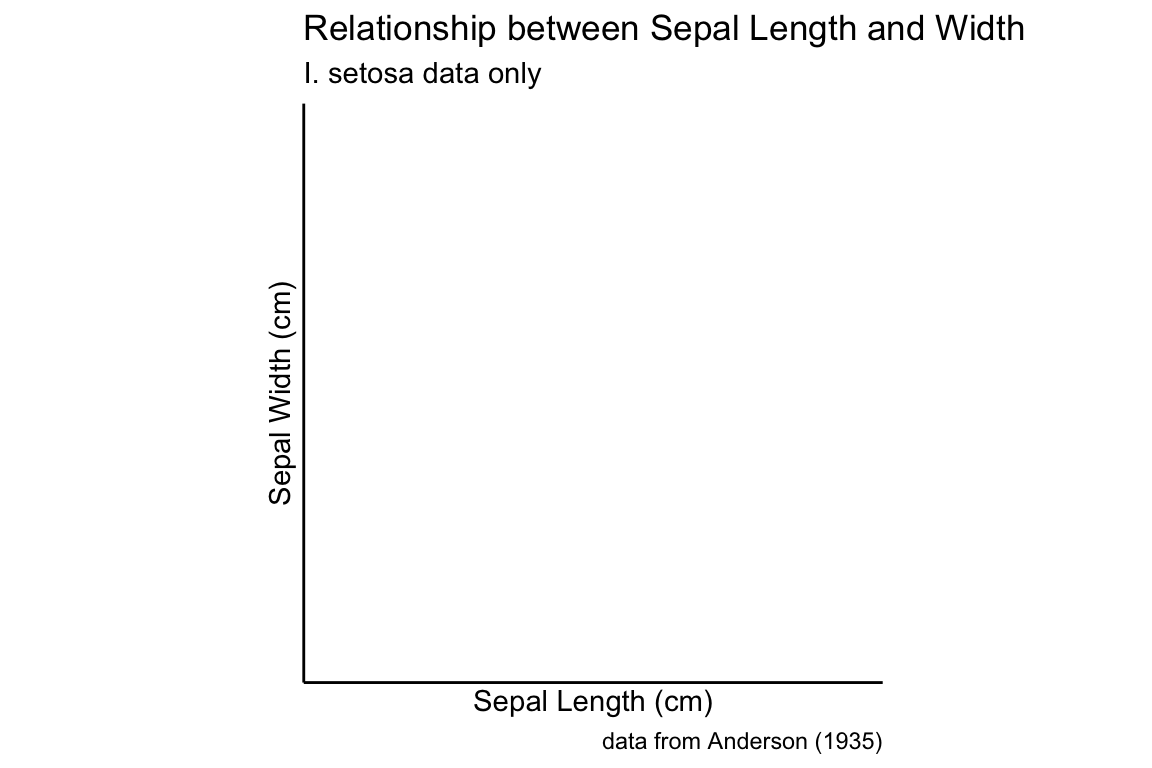 Relationship between Sepal Length and Width
I. setosa data only
Sepal Width (cm)
Sepal Length (cm)
data from Anderson (1935)